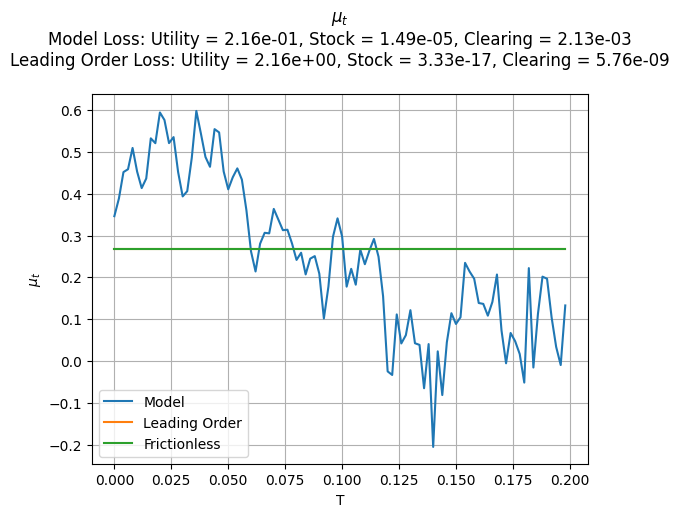 μ_t
Model Loss: Utility = 2.16e-01, Stock = 1.49e-05, Clearing = 2.13e-03
Leading Order Loss: Utility = 2.16e+00, Stock = 3.33e-17, Clearing = 5.76e-09
0.6
0.5
0.4
0.3
0.2
0.1
0.0
−0.1
−0.2
μ_t
Model
Leading Order
Frictionless
0.000 0.025 0.050 0.075 0.100 0.125 0.150 0.175 0.200
T